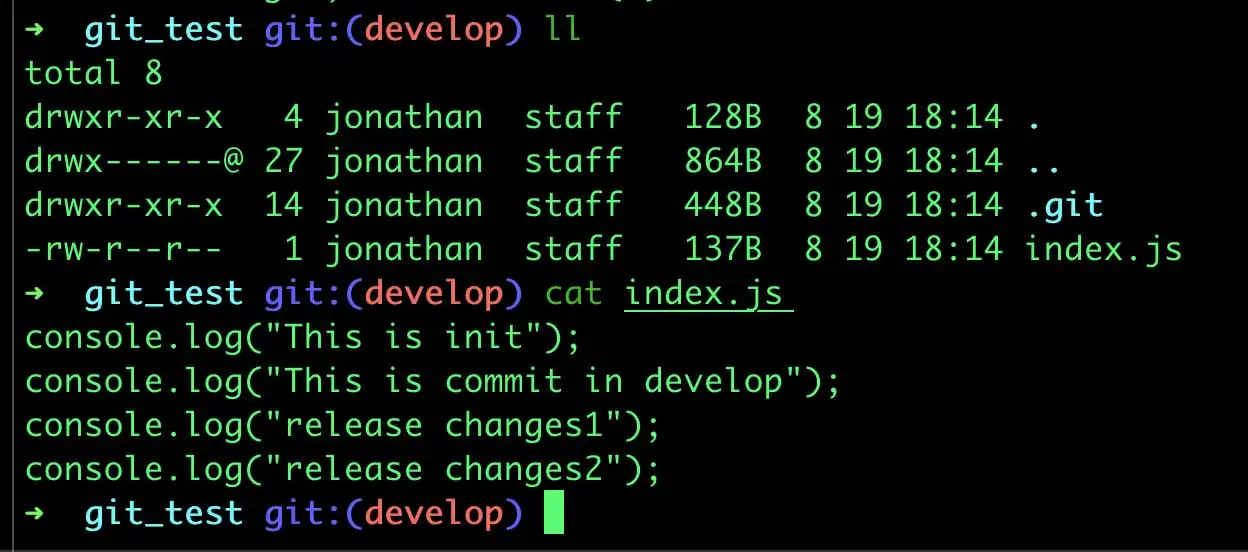 ➜ git_test git:(develop) ll
total 8
drwxr-xr-x 4 jonathan staff 128B 8 19 18:14 .
drwx------@ 27 jonathan staff 864B 8 19 18:14 ..
drwxr-xr-x 14 jonathan staff 448B 8 19 18:14 .git
-rw-r--r-- 1 jonathan staff 137B 8 19 18:14 index.js
➜ git_test git:(develop) cat index.js
console.log("This is init");
console.log("This is commit in develop");
console.log("release changes1");
console.log("release changes2");
➜ git_test git:(develop)